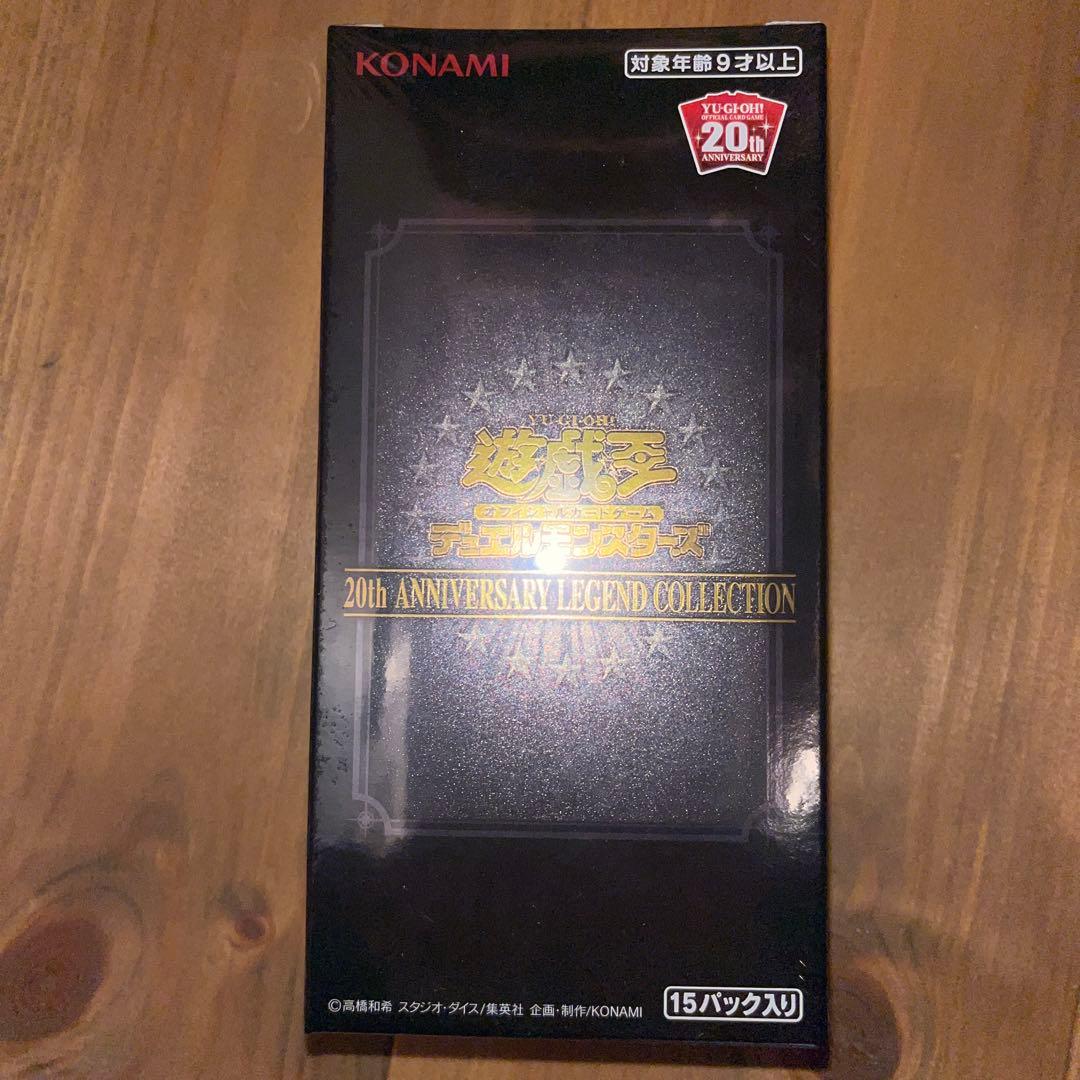 KONAMI
対象年齢9才以上
YU-GI-OH!
OFFICIAL CARD GAME
20th
ANNIVERSARY
YU-GI-OH!
遊戯王
オフィシャルカードゲーム
デュエルモンスターズ
20th ANNIVERSARY LEGEND COLLECTION
©高橋和希 スタジオ・ダイス/集英社 企画・制作/KONAMI
15パック入り